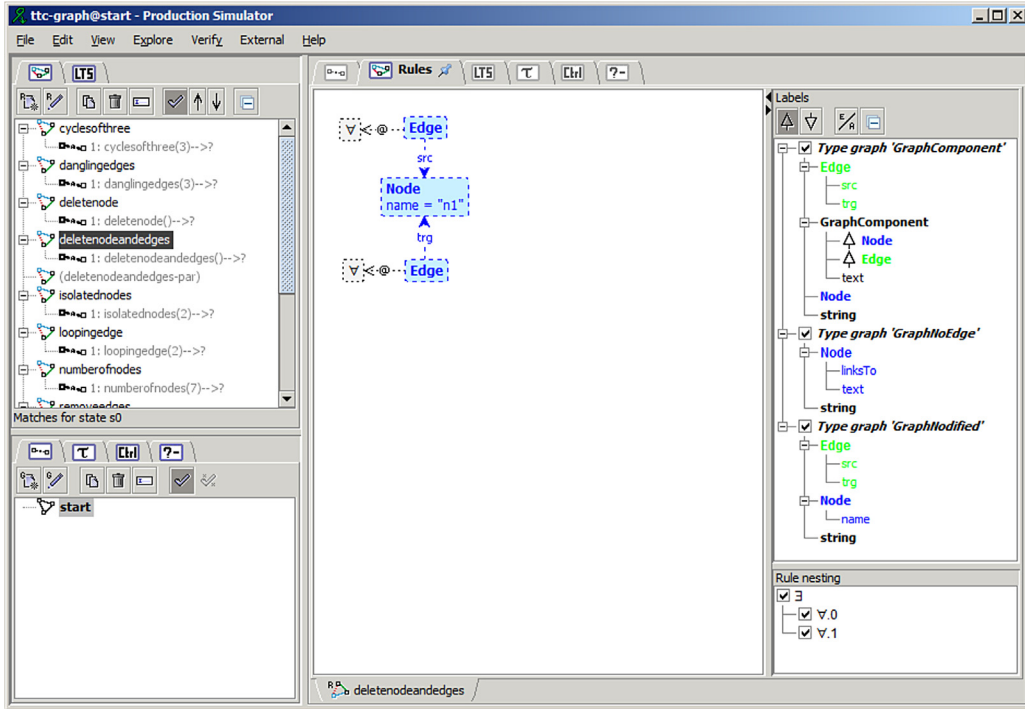 ttc-graph@start - Production Simulator
File Edit View Explore Verify External Help
LTS
cyclesofthree
1: cyclesofthree(3)-->?
danglingedges
1: danglingedges(3)-->?
deletenode
1: deletenode()-->?
deletenodeandedges
1: deletenodeandedges()-->?
(deletenodeandedges-par)
isolatednodes
1: isolatednodes(2)-->?
loopingedge
1: loopingedge(2)-->?
numberofnodes
1: numberofnodes(7)-->?
removeedges
Matches for state s0
τ Ctrl ?-
start
Rules LTS τ Ctrl ?-
∀ @ Edge
src
Node
name = "n1"
trg
∀ @ Edge
deletenodeandedges
Labels
E/A
Type graph 'GraphComponent'
Edge
src
trg
GraphComponent
Node
Edge
text
Node
string
Type graph 'GraphNoEdge'
Node
linksTo
text
string
Type graph 'GraphNodified'
Edge
src
trg
Node
name
string
Rule nesting
∃
∀.0
∀.1